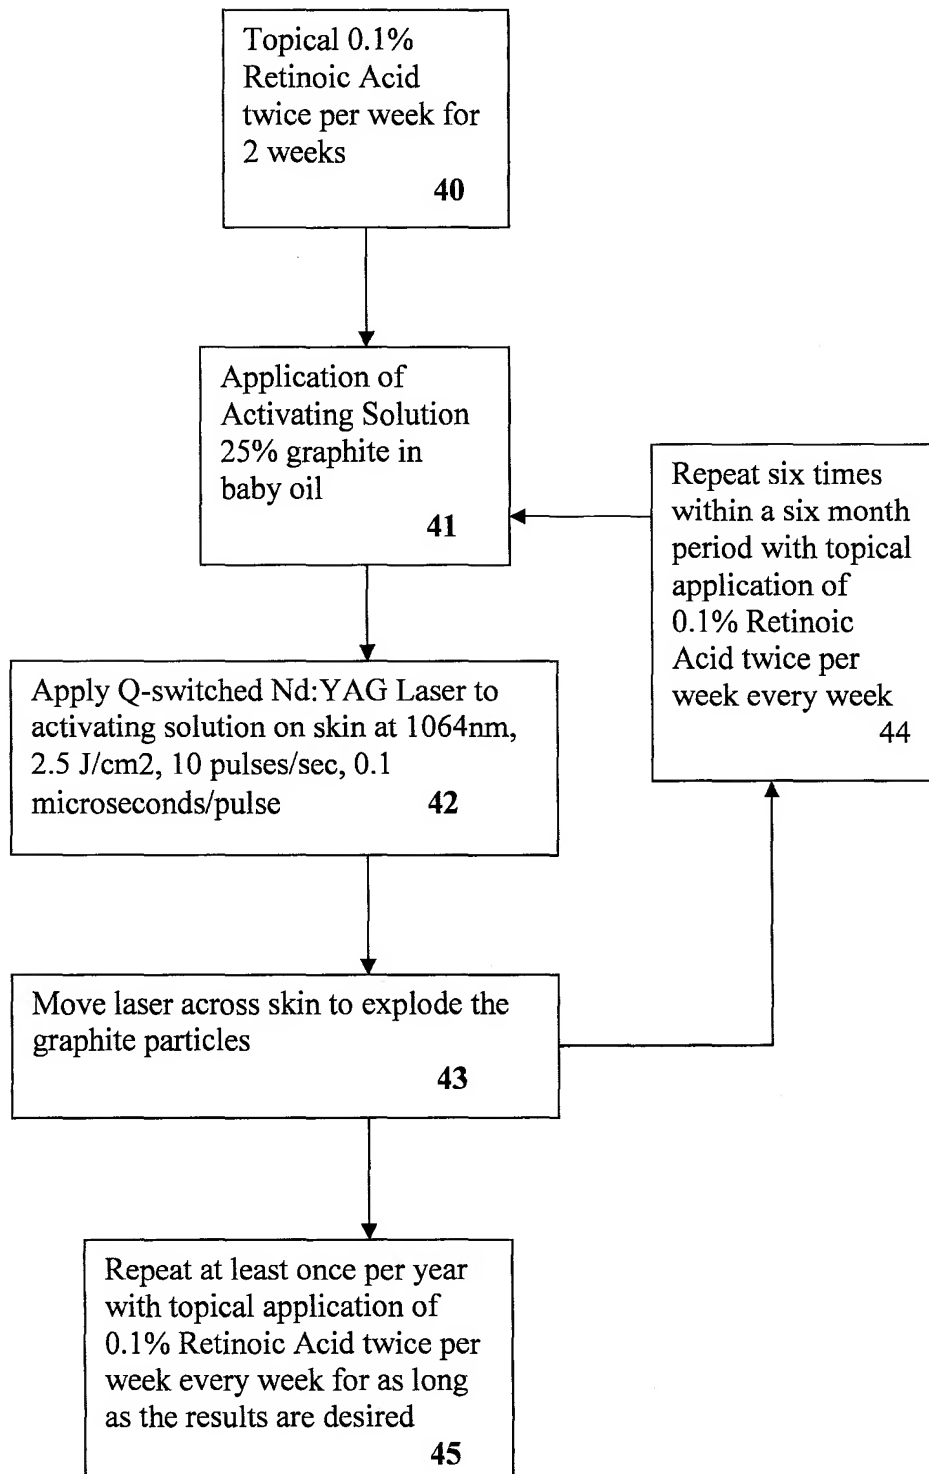 Topical 0.1%
Retinoic Acid
twice per week for
2 weeks
40
Application of
Activating Solution
25% graphite in
baby oil
41
Repeat six times
within a six month
period with topical
application of
0.1% Retinoic
Acid twice per
week every week
44
Apply Q-switched Nd:YAG Laser to
activating solution on skin at 1064nm,
2.5 J/cm2, 10 pulses/sec, 0.1
microseconds/pulse 42
Move laser across skin to explode the
graphite particles
43
Repeat at least once per year
with topical application of
0.1% Retinoic Acid twice per
week every week for as long
as the results are desired
45